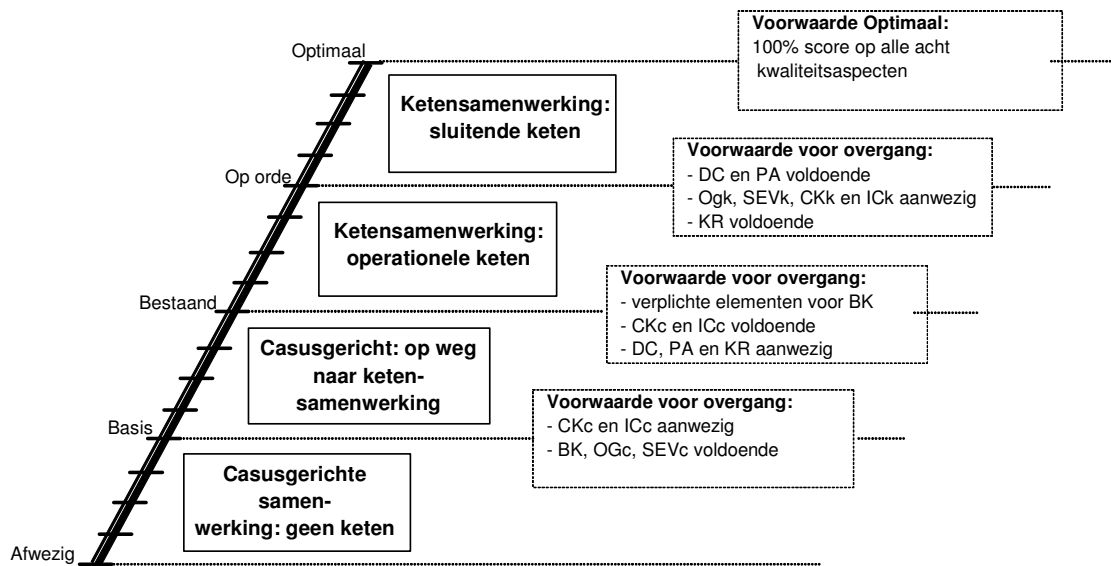 Voorwaarde Optimaal:
100% score op alle acht
kwaliteitsaspecten
Optimaal
Ketensamenwerking:
sluitende keten
Voorwaarde voor overgang:
- DC en PA voldoende
- Ogk, SEVk, CKk en ICk aanwezig
- KR voldoende
Op orde
Ketensamenwerking:
operationele keten
Voorwaarde voor overgang:
- verplichte elementen voor BK
- CKc en ICc voldoende
- DC, PA en KR aanwezig
Bestaand
Casusgericht: op weg
naar keten-
samenwerking
Voorwaarde voor overgang:
- CKc en ICc aanwezig
- BK, OGc, SEVc voldoende
Basis
Casusgerichte
samen-
werking: geen keten
Afwezig